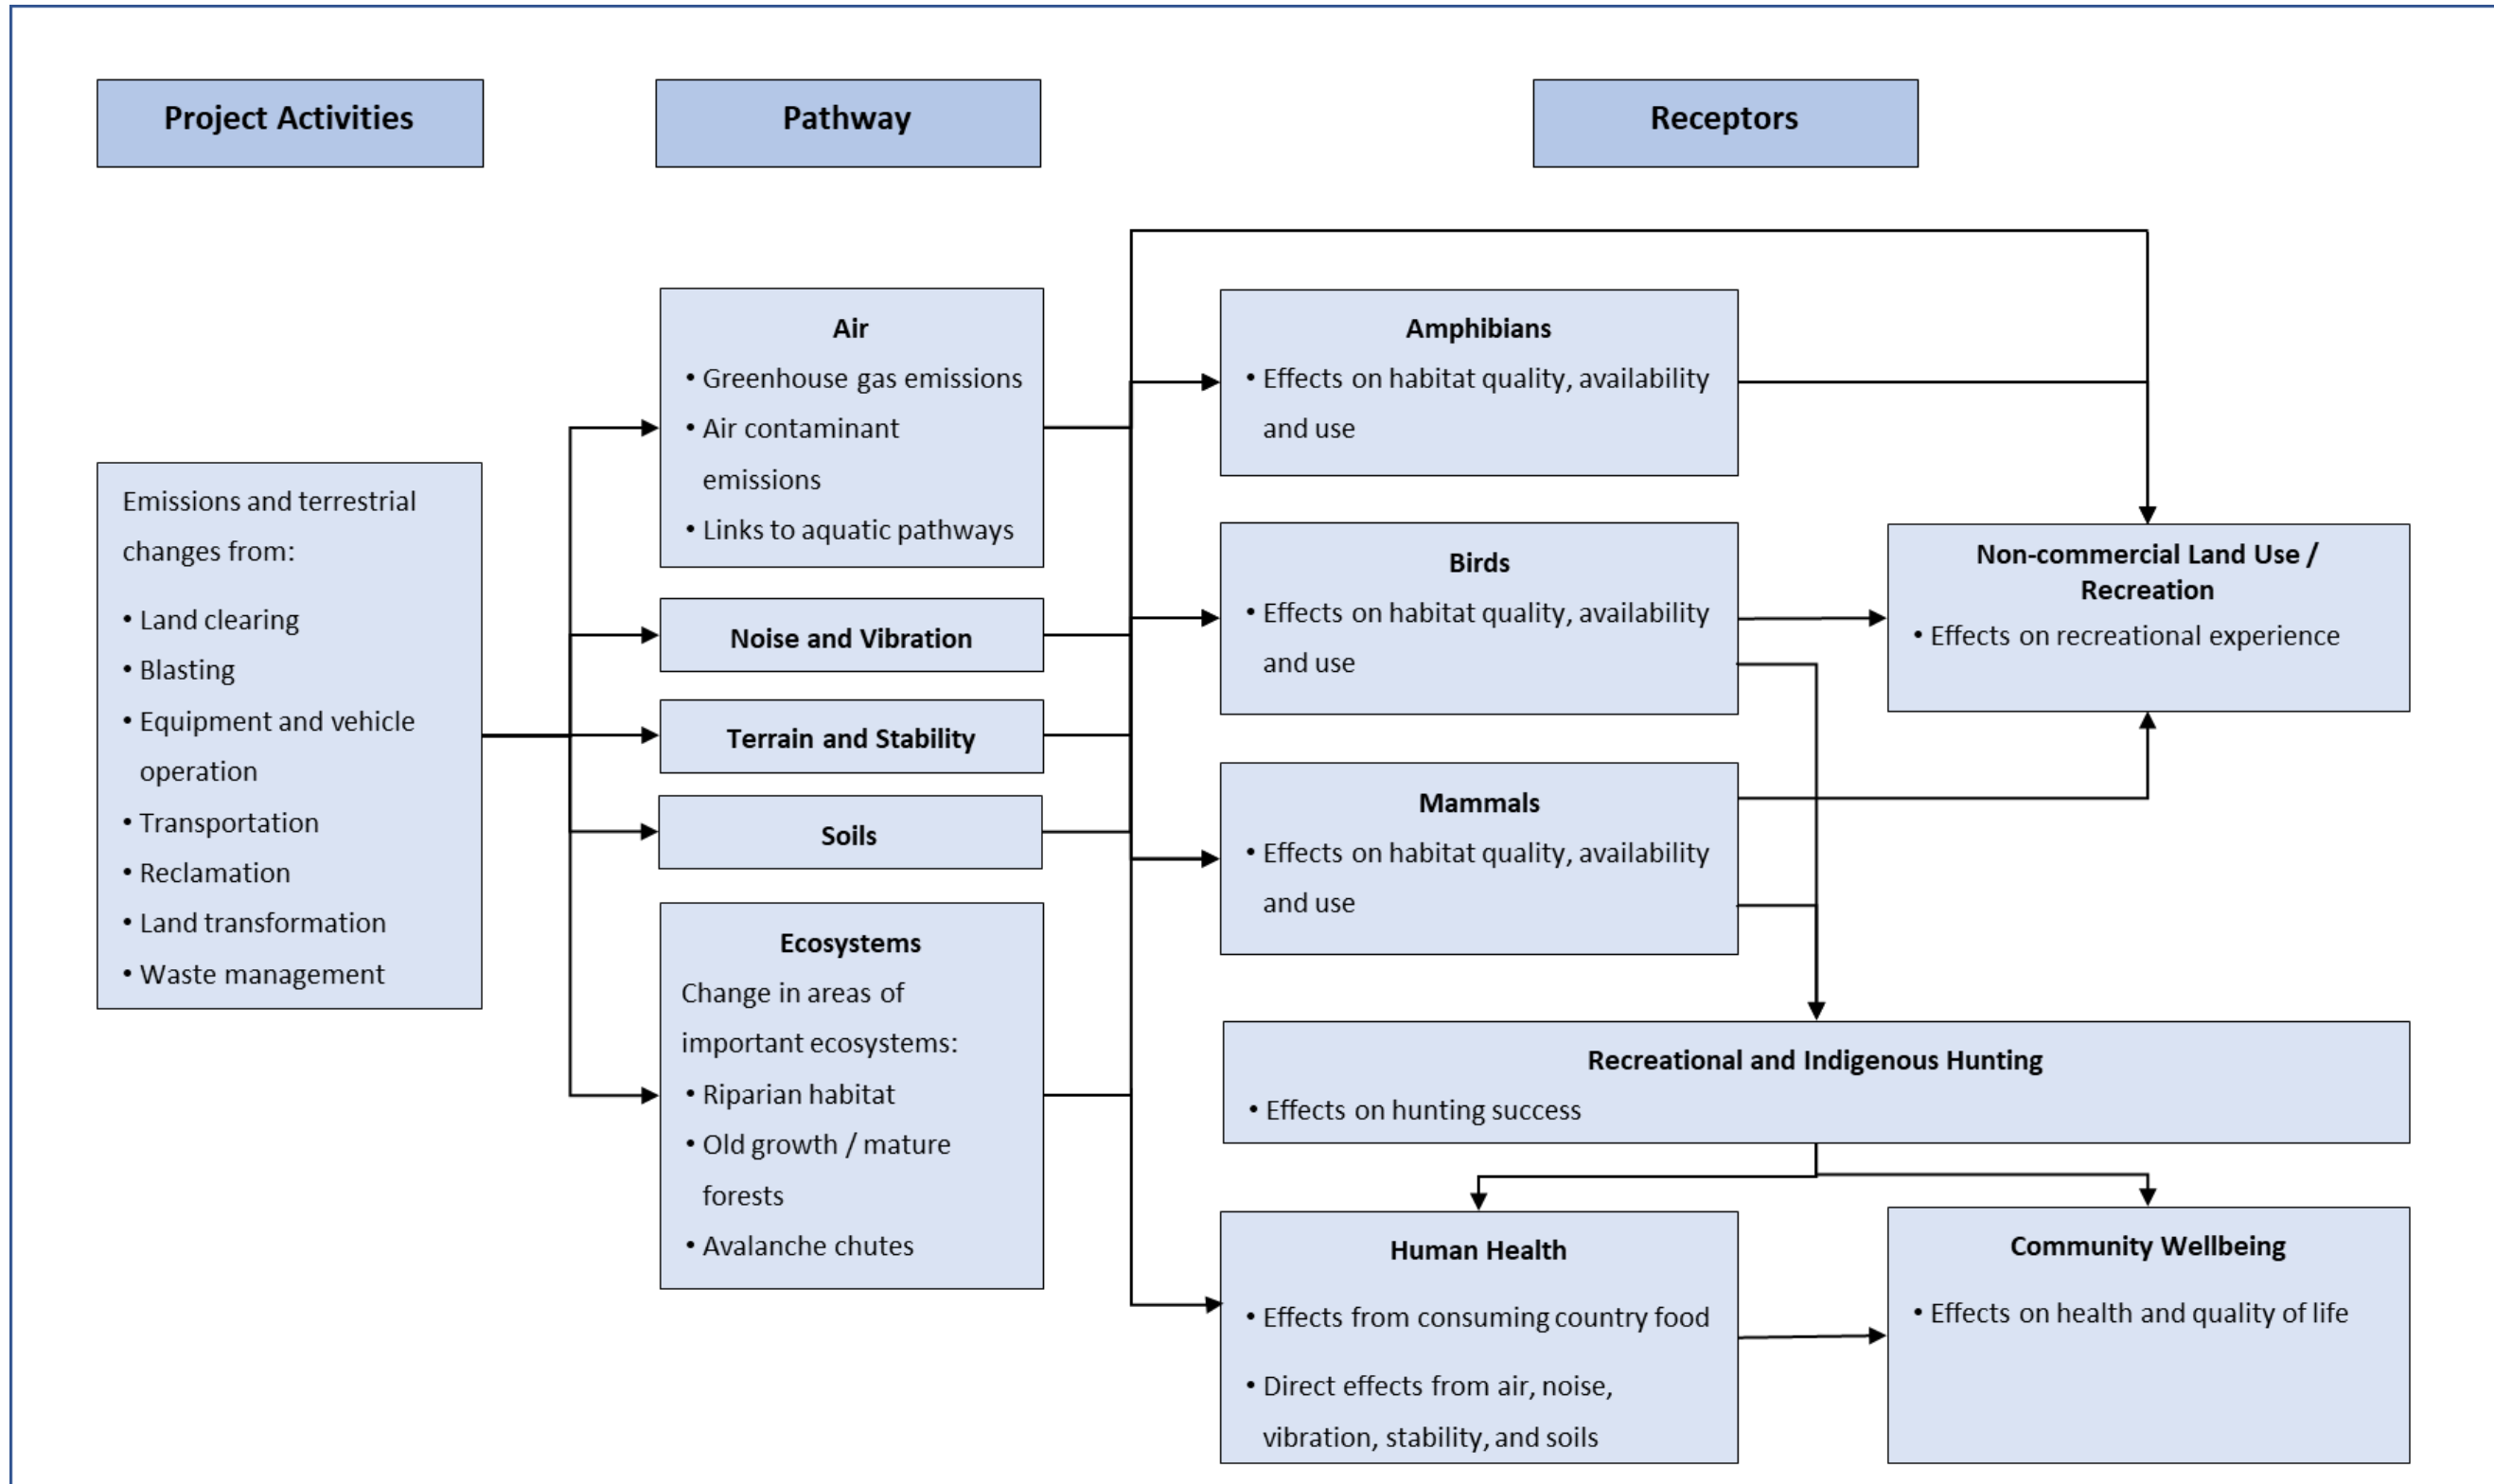 Project Activities
Pathway
Receptors
Emissions and terrestrial
changes from:
• Land clearing
• Blasting
• Equipment and vehicle
operation
• Transportation
• Reclamation
• Land transformation
• Waste management
Air
• Greenhouse gas emissions
• Air contaminant
emissions
• Links to aquatic pathways
Noise and Vibration
Terrain and Stability
Soils
Ecosystems
Change in areas of
important ecosystems:
• Riparian habitat
• Old growth / mature
forests
• Avalanche chutes
Amphibians
• Effects on habitat quality, availability
and use
Birds
• Effects on habitat quality, availability
and use
Mammals
• Effects on habitat quality, availability
and use
Non-commercial Land Use /
Recreation
• Effects on recreational experience
Recreational and Indigenous Hunting
• Effects on hunting success
Human Health
• Effects from consuming country food
• Direct effects from air, noise,
vibration, stability, and soils
Community Wellbeing
• Effects on health and quality of life